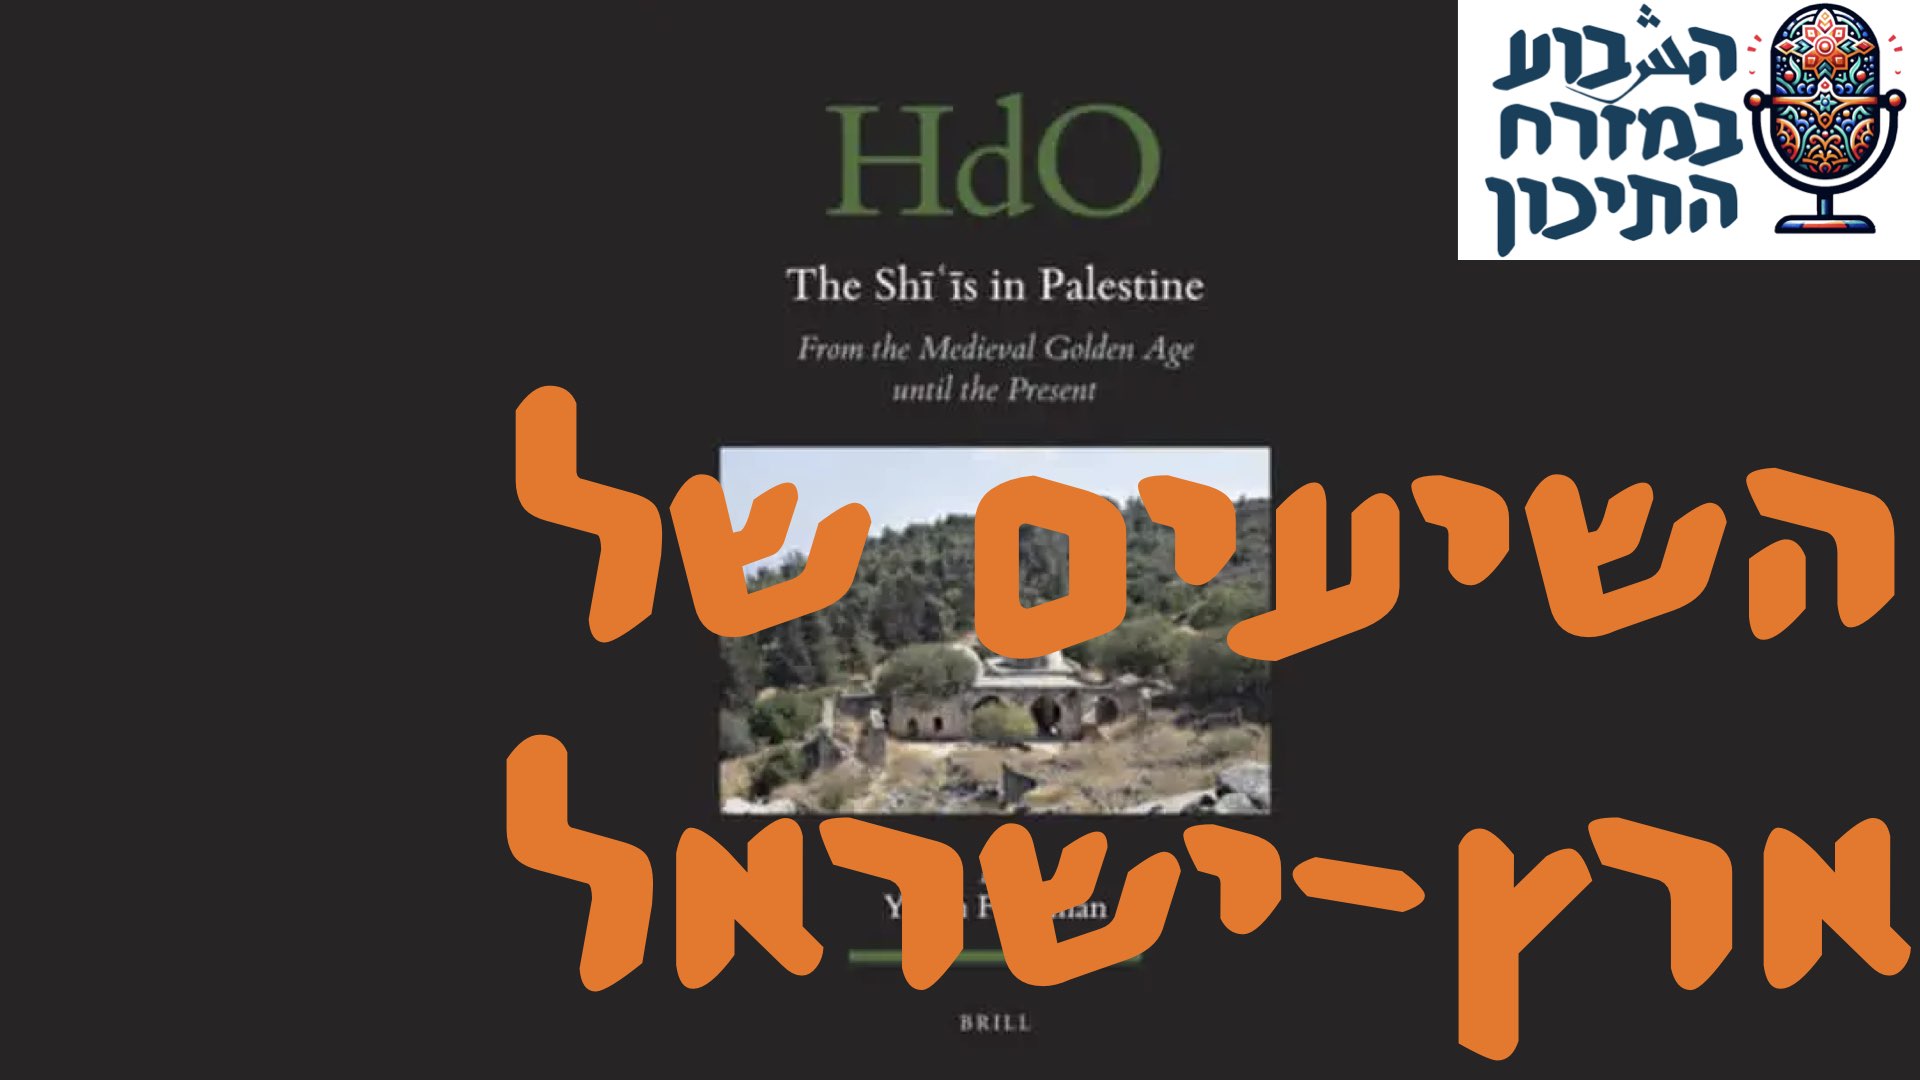 השبוע
במזרח
התיכון
HdO
The Shīʿīs in Palestine
From the Medieval Golden Age
until the Present
השיעים של
ארץ-ישראל
BRILL